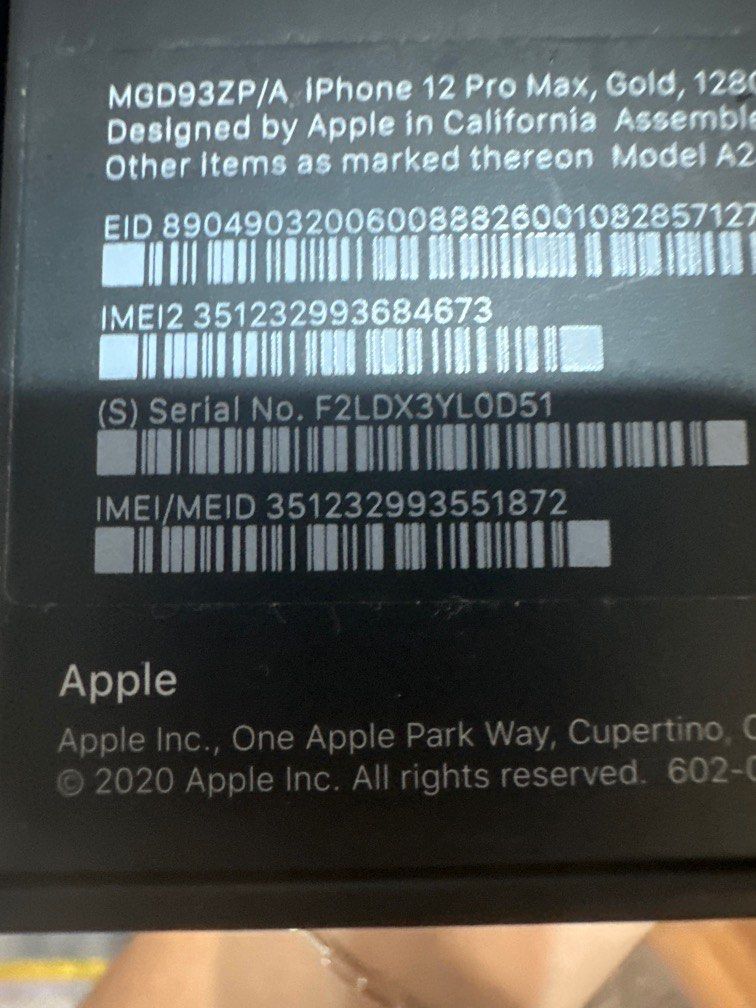 MGD93ZP/A iPhone 12 Pro Max, Gold, 128
Designed by Apple in California Assemble
Other items as marked thereon Model A2
EID 89049032006008882600108285712
IMEI2 351232993684673
(S) Serial No. F2LDX3YL0D51
IMEI/MEID 351232993551872
Apple
Apple Inc., One Apple Park Way, Cupertino,
© 2020 Apple Inc. All rights reserved. 602-